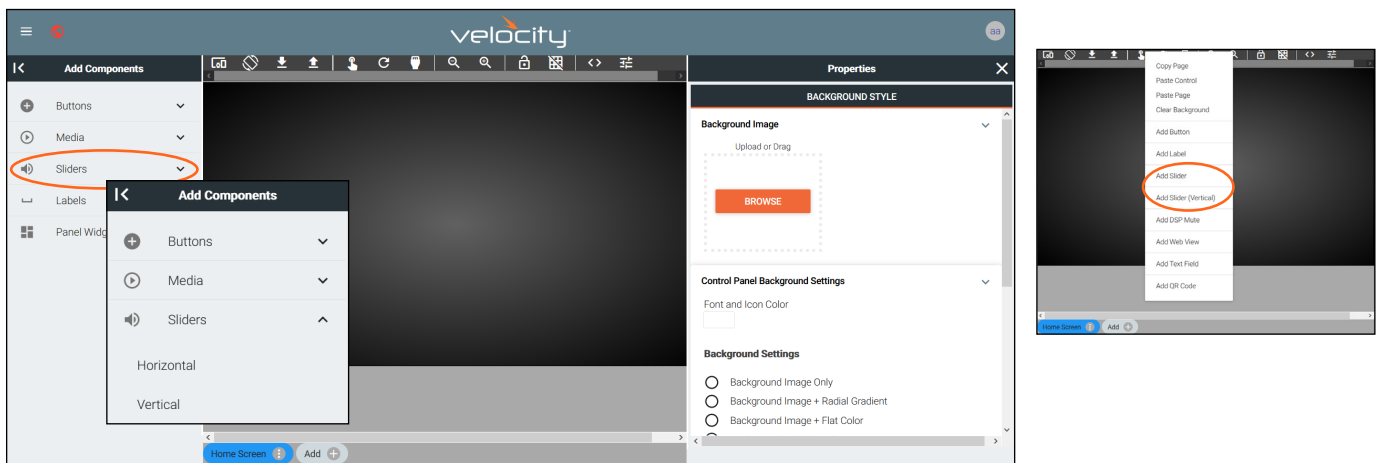 velocity
aa
Add Components
Buttons
Media
Sliders
Labels
Panel Widg
Add Components
Buttons
Media
Sliders
Horizontal
Vertical
Home Screen
Add
Properties
BACKGROUND STYLE
Background Image
Upload or Drag
BROWSE
Control Panel Background Settings
Font and Icon Color
Background Settings
Background Image Only
Background Image + Radial Gradient
Background Image + Flat Color
Copy Page
Paste Control
Paste Page
Clear Background
Add Button
Add Label
Add Slider
Add Slider (Vertical)
Add DSP Mute
Add Web View
Add Text Field
Add QR Code
Home Screen
Add